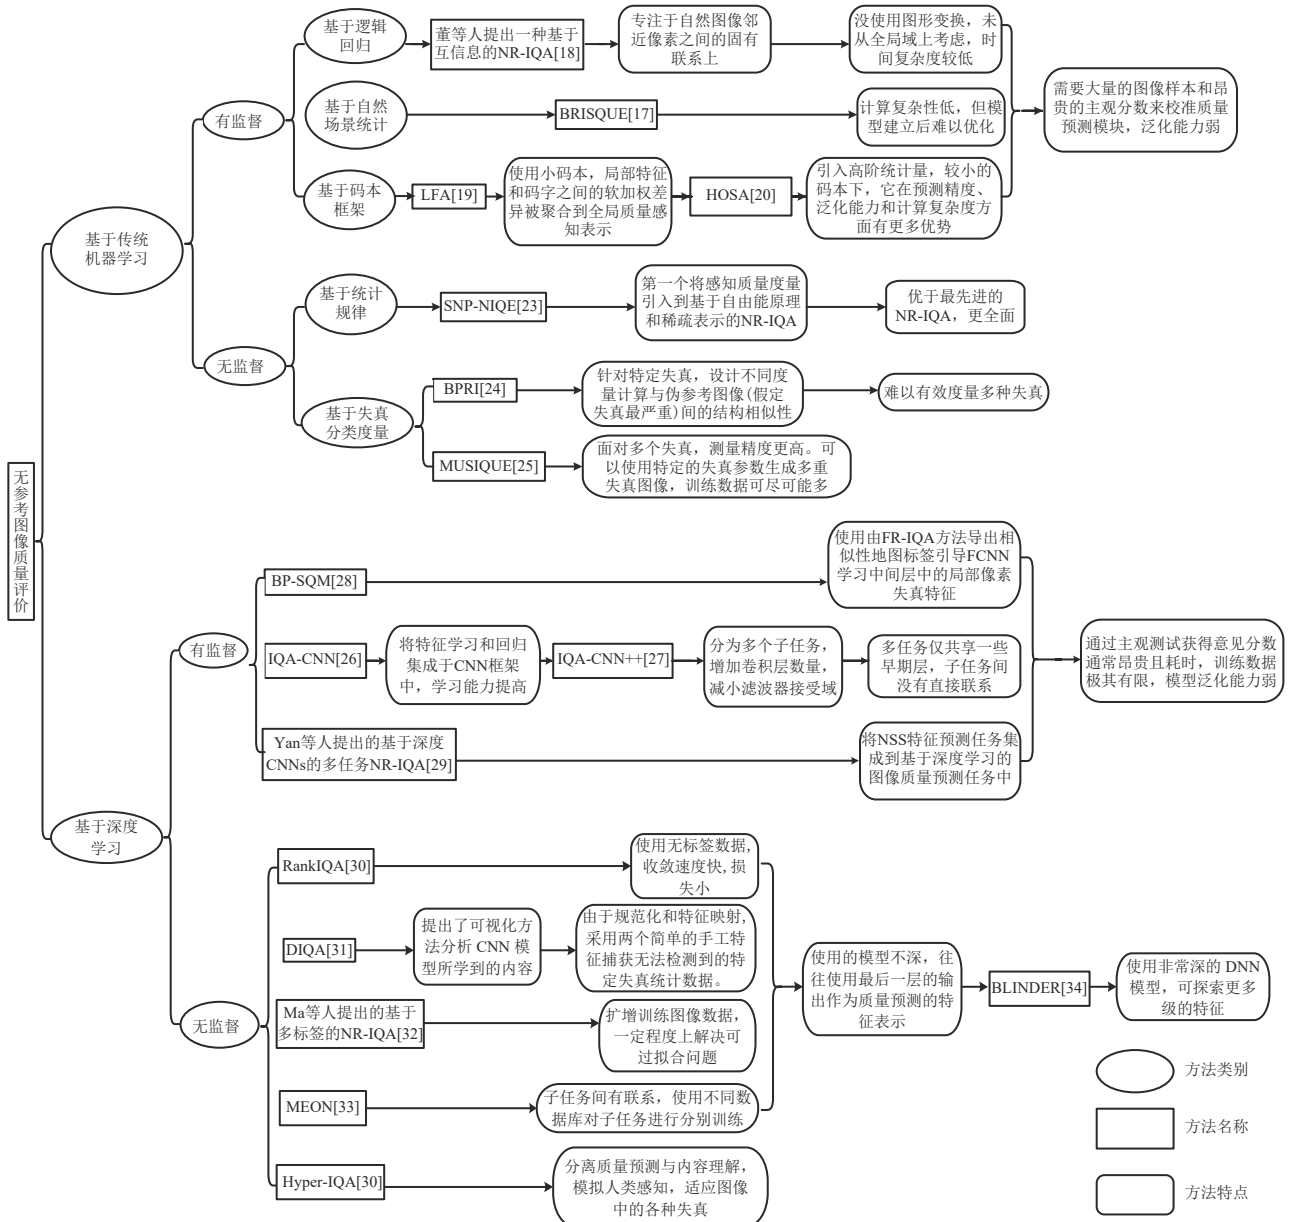 无参考图像质量评价
基于传统
机器学习
有监督
基于逻辑
回归
董等人提出一种基于
互信息的NR-IQA[18]
专注于自然图像邻
近像素之间的固有
联系上
没使用图形变换，未
从全局域上考虑，时
间复杂度较低
基于自然
场景统计
BRISQUE[17]
计算复杂性低，但模
型建立后难以优化
基于码本
框架
LFA[19]
使用小码本，局部特征
和码字之间的软加权差
异被聚合到全局质量感
知表示
HOSA[20]
引入高阶统计量，较小的
码本下，它在预测精度、
泛化能力和计算复杂度方
面有更多优势
需要大量的图像样本和昂
贵的主观分数来校准质量
预测模块，泛化能力弱
无监督
基于统计
规律
SNP-NIQE[23]
第一个将感知质量度量
引入到基于自由能原理
和稀疏表示的NR-IQA
优于最先进的
NR-IQA，更全面
基于失真
分类度量
BPRI[24]
针对特定失真，设计不同度
量计算与伪参考图像(假定
失真最严重)间的结构相似性
难以有效度量多种失真
MUSIQUE[25]
面对多个失真，测量精度更高。可
以使用特定的失真参数生成多重
失真图像，训练数据可尽可能多
基于深度
学习
有监督
BP-SQM[28]
使用由FR-IQA方法导出相
似性地图标签引导FCNN
学习中间层中的局部像素
失真特征
IQA-CNN[26]
将特征学习和回归
集成于CNN框架
中，学习能力提高
IQA-CNN++[27]
分为多个子任务，
增加卷积层数量，
减小滤波器接受域
多任务仅共享一些
早期层，子任务间
没有直接联系
Yan等人提出的基于深度
CNNs的多任务NR-IQA[29]
将NSS特征预测任务集
成到基于深度学习的
图像质量预测任务中
通过主观测试获得意见分数
通常昂贵且耗时，训练数据
极其有限，模型泛化能力弱
无监督
RankIQA[30]
使用无标签数据,
收敛速度快,损
失小
DIQA[31]
提出了可视化方
法分析 CNN 模
型所学到的内容
由于规范化和特征映射,
采用两个简单的手工特
征捕获无法检测到的特
定失真统计数据。
Ma等人提出的基于
多标签的NR-IQA[32]
扩增训练图像数据，
一定程度上解决可
过拟合问题
MEON[33]
子任务间有联系，使用不同数
据库对子任务进行分别训练
Hyper-IQA[30]
分离质量预测与内容理解，
模拟人类感知，适应图像
中的各种失真
使用的模型不深，往
往使用最后一层的输
出作为质量预测的特
征表示
BLINDER[34]
使用非常深的 DNN
模型，可探索更多
级的特征
方法类别
方法名称
方法特点